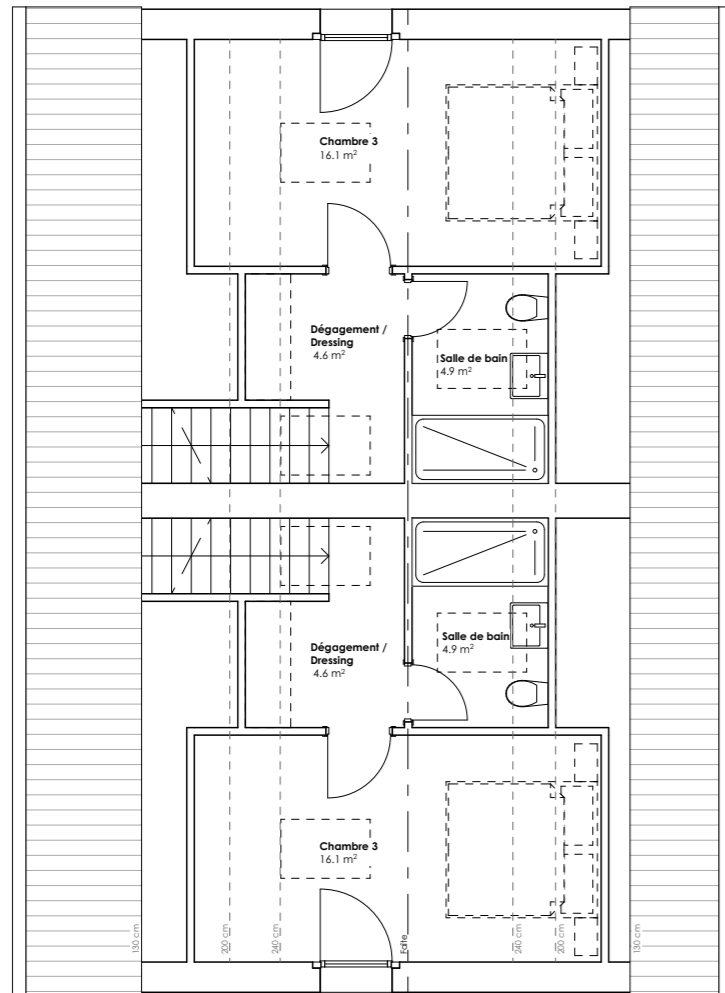 Chambre 3
16.1 m²
Dégagement /
Dressing
4.6 m²
Salle de bain
4.9 m²
Salle de bain
4.9 m²
Dégagement /
Dressing
4.6 m²
Chambre 3
16.1 m²
130 cm
200 cm
240 cm
Faîte
240 cm
200 cm
130 cm